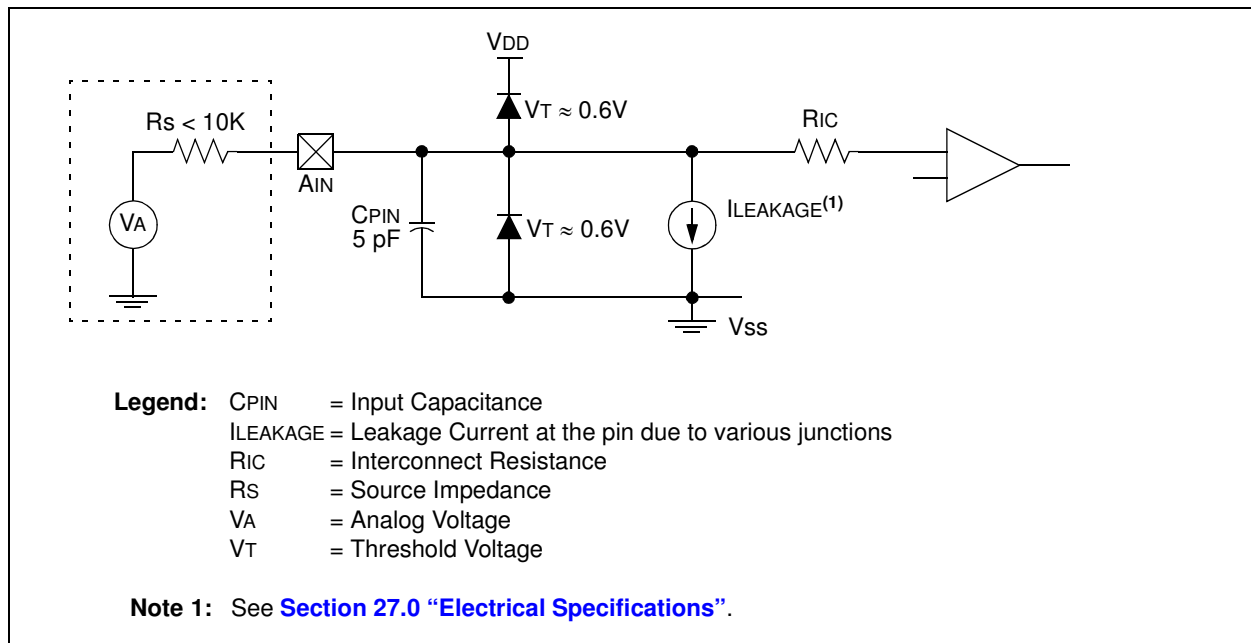 VDD
VT ≈ 0.6V
Rs < 10K
RIC
AIN
CPIN
5 pF
VT ≈ 0.6V
ILEAKAGE(1)
VA
Vss
Legend: CPIN = Input Capacitance
ILEAKAGE = Leakage Current at the pin due to various junctions
RIC = Interconnect Resistance
RS = Source Impedance
VA = Analog Voltage
VT = Threshold Voltage
Note 1: See Section 27.0 “Electrical Specifications”.